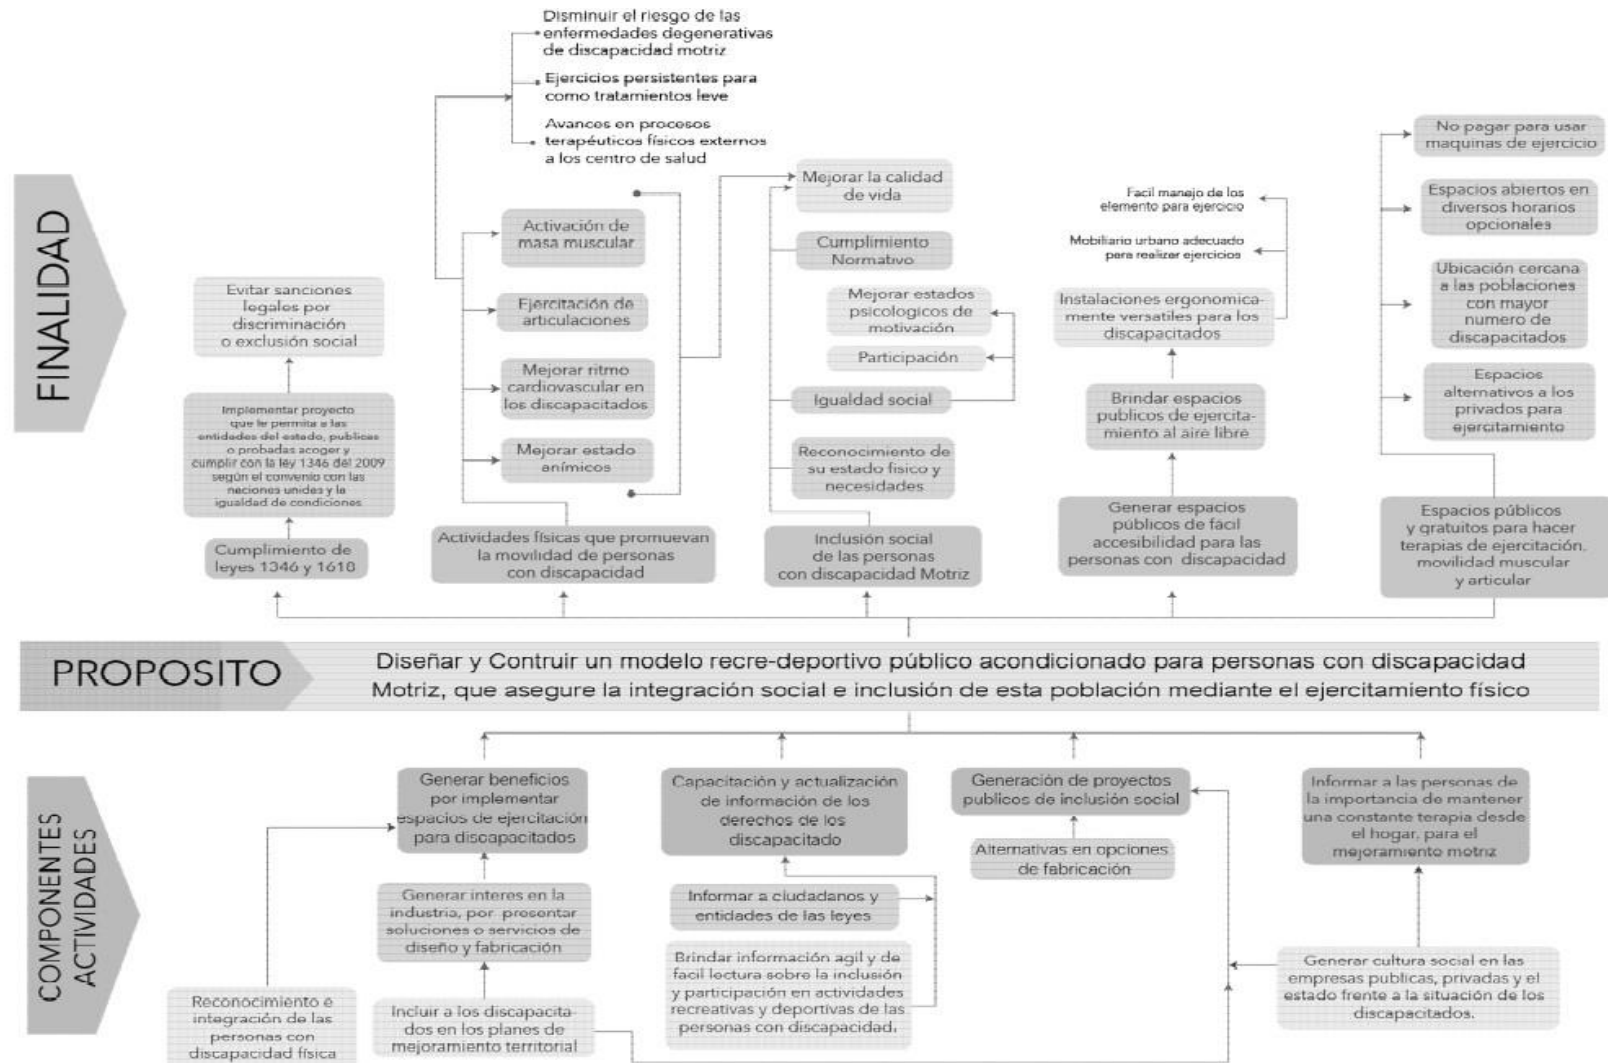 Disminuir el riesgo de las
enfermedades degenerativas
de discapacidad motriz
Ejercicios persistentes para
como tratamientos leve
Avances en procesos
terapéuticos físicos externos
a los centro de salud
FINALIDAD
Evitar sanciones
legales por
discriminación
o exclusión social
Implementar proyecto
que le permita a las
entidades del estado, publicas
o probadas acoger y
cumplir con la ley 1346 del 2009
según el convenio con las
naciones unidas y la
igualdad de condiciones
Cumplimiento de
leyes 1346 y 1618
Activación de
masa muscular
Ejercitación de
articulaciones
Mejorar ritmo
cardiovascular en
los discapacitados
Mejorar estado
anímicos
Actividades físicas que promuevan
la movilidad de personas
con discapacidad
Mejorar la calidad
de vida
Cumplimiento
Normativo
Mejorar estados
psicologicos de
motivación
Participación
Igualdad social
Reconocimiento de
su estado fisico y
necesidades
Inclusión social
de las personas
con discapacidad Motriz
Facil manejo de los
elemento para ejercicio
Mobiliario urbano adecuado
para realizar ejercicios
Instalaciones ergonomica-
mente versatiles para los
discapacitados
Brindar espacios
publicos de ejercita-
miento al aire libre
Generar espacios
públicos de fácil
accesibilidad para las
personas con discapacidad
No pagar para usar
maquinas de ejercicio
Espacios abiertos en
diversos horarios
opcionales
Ubicación cercana
a las poblaciones
con mayor
numero de
discapacitados
Espacios
alternativos a los
privados para
ejercitamiento
Espacios públicos
y gratuitos para hacer
terapias de ejercitación,
movilidad muscular
y articular
PROPOSITO
Diseñar y Contruir un modelo recre-deportivo público acondicionado para personas con discapacidad
Motriz, que asegure la integración social e inclusión de esta población mediante el ejercitamiento físico
COMPONENTES
ACTIVIDADES
Generar beneficios
por implementar
espacios de ejercitación
para discapacitados
Generar interes en la
industria, por presentar
soluciones o servicios de
diseño y fabricación
Reconocimiento e
integración de las
personas con
discapacidad física
Incluir a los discapacita-
dos en los planes de
mejoramiento territorial
Capacitación y actualización
de información de los
derechos de los
discapacitado
Informar a ciudadanos y
entidades de las leyes
Brindar información agil y de
facil lectura sobre la inclusión
y participación en actividades
recreativas y deportivas de las
personas con discapacidad.
Generación de proyectos
publicos de inclusión social
Alternativas en opciones
de fabricación
Informar a las personas de
la importancia de mantener
una constante terapia desde
el hogar, para el
mejoramiento motriz
Generar cultura social en las
empresas publicas, privadas y el
estado frente a la situación de los
discapacitados.